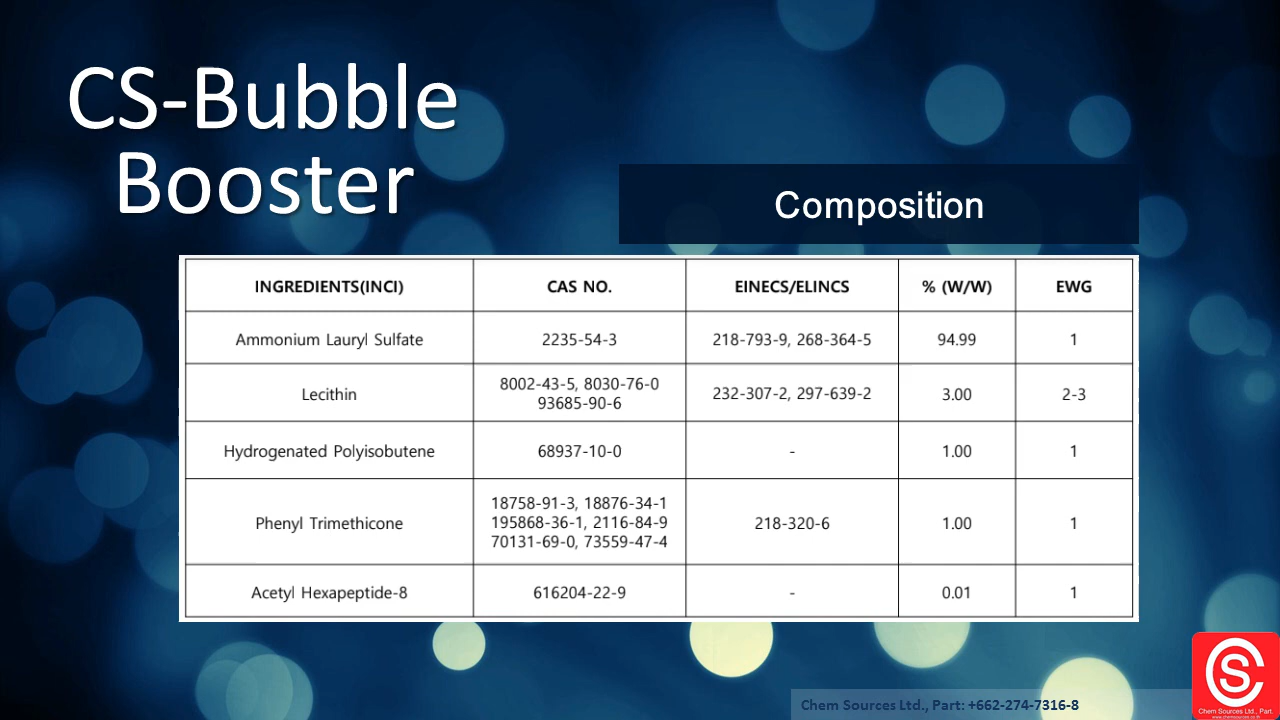 CS-Bubble
Booster
Composition
INGREDIENTS(INCI) CAS NO. EINECS/ELINCS % (W/W) EWG
Ammonium Lauryl Sulfate 2235-54-3 218-793-9, 268-364-5 94.99 1
Lecithin 8002-43-5, 8030-76-0 232-307-2, 297-639-2 3.00 2-3
93685-90-6
Hydrogenated Polyisobutene 68937-10-0 - 1.00 1
Phenyl Trimethicone 18758-91-3, 18876-34-1 218-320-6 1.00 1
195868-36-1, 2116-84-9
70131-69-0, 73559-47-4
Acetyl Hexapeptide-8 616204-22-9 - 0.01 1
Chem Sources Ltd., Part: +662-274-7316-8
CS
Chem Sources Ltd., Part.
www.chemsources.co.th